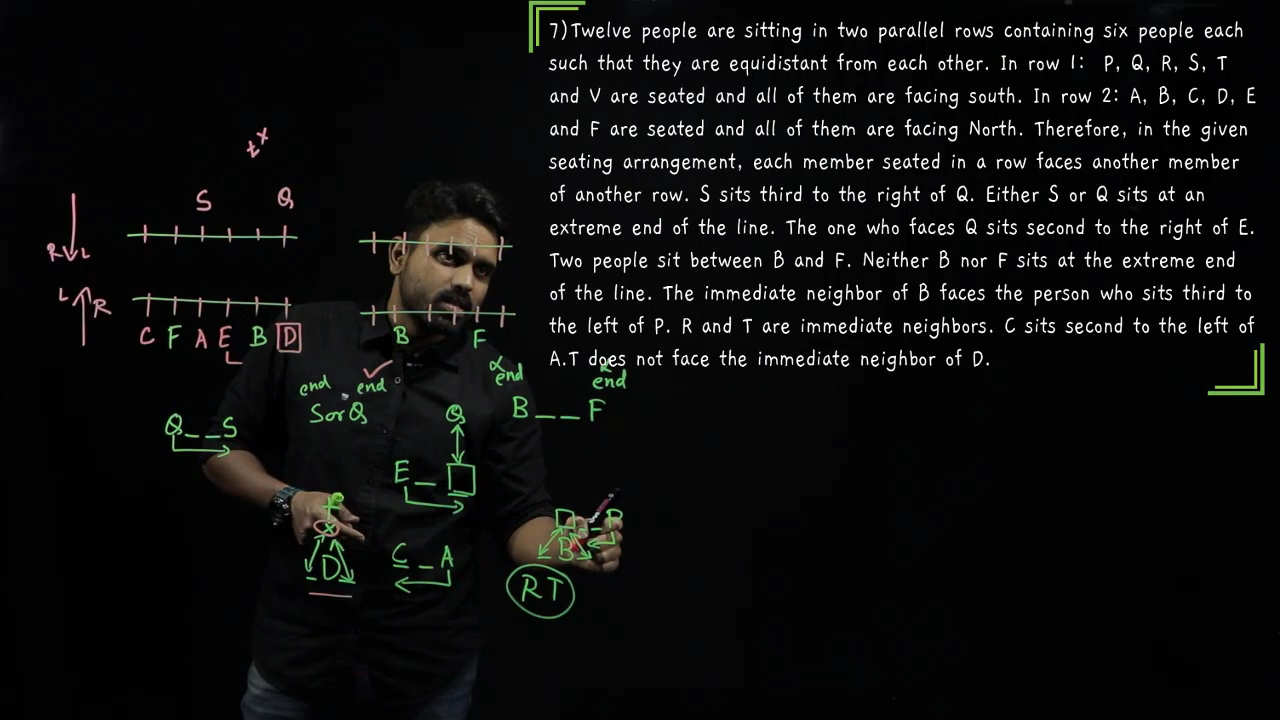 7)Twelve people are sitting in two parallel rows containing six people each
such that they are equidistant from each other. In row 1: P, Q, R, S, T
and V are seated and all of them are facing south. In row 2: A, B, C, D, E
and F are seated and all of them are facing North. Therefore, in the given
seating arrangement, each member seated in a row faces another member
of another row. S sits third to the right of Q. Either S or Q sits at an
extreme end of the line. The one who faces Q sits second to the right of E.
Two people sit between B and F. Neither B nor F sits at the extreme end
of the line. The immediate neighbor of B faces the person who sits third to
the left of P. R and T are immediate neighbors. C sits second to the left of
A.T does not face the immediate neighbor of D.
S Q
R L
L R
C F A E B D
B F
end end
end end
S or Q
Q _ _ S
Q
B _ _ F
E _
D
C _ A
B
RT